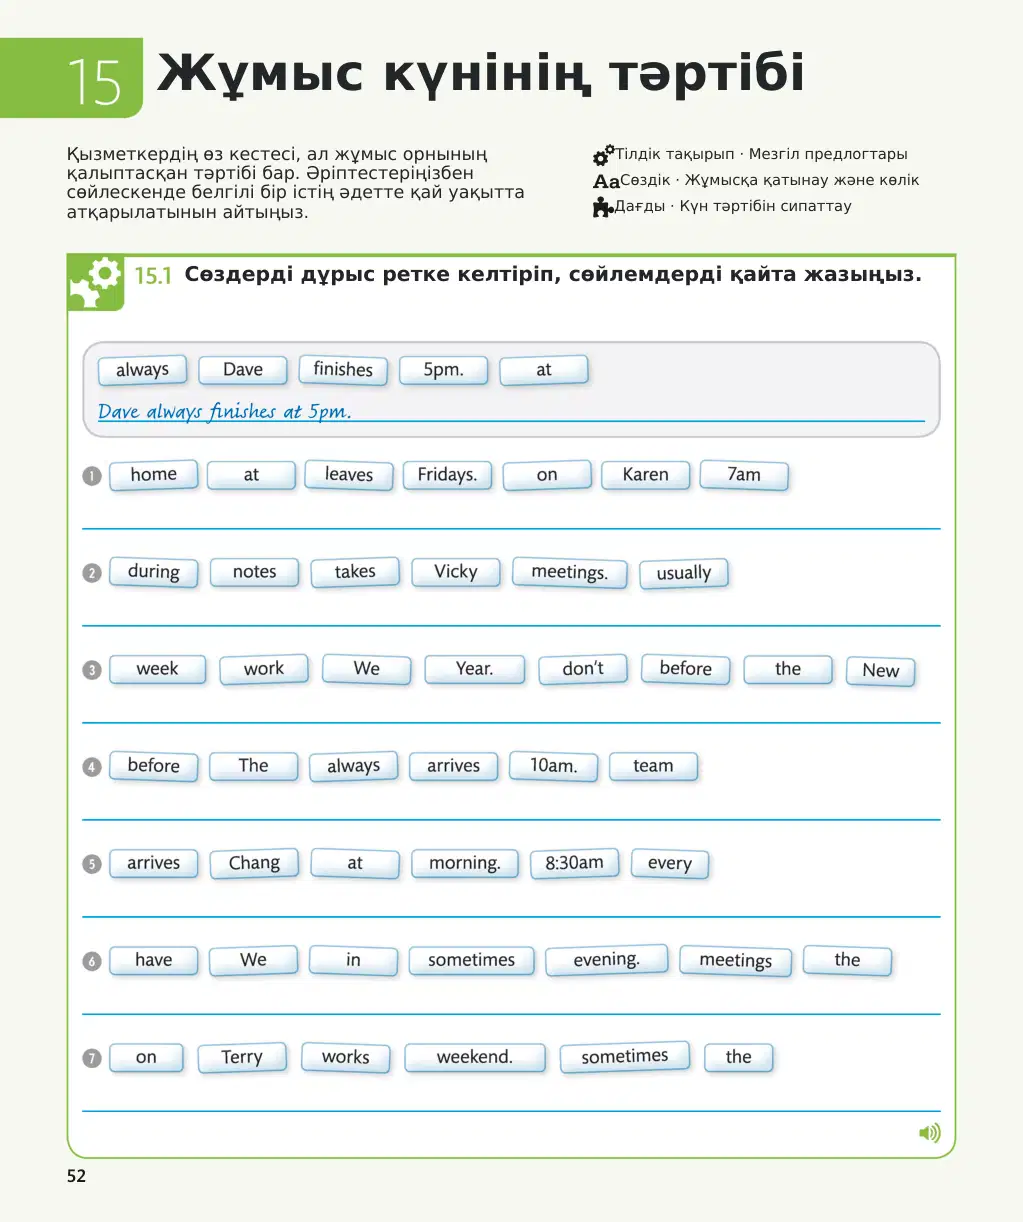 15
Жұмыс күнінің тәртібі
Қызметкердің өз кестесі, ал жұмыс орнының
қалыптасқан тәртібі бар. Әріптестеріңізбен
сөйлескенде белгілі бір істің әдетте қай уақытта
атқарылатынын айтыңыз.
Тілдік тақырып · Мезгіл предлогтары
Aa Сөздік · Жұмысқа қатынау және көлік
Дағды · Күн тәртібін сипаттау
15.1 Сөздерді дұрыс ретке келтіріп, сөйлемдерді қайта жазыңыз.
always Dave finishes 5pm. at
Dave always finishes at 5pm.
1 home at leaves Fridays. on Karen 7am
2 during notes takes Vicky meetings. usually
3 week work We Year. don't before the New
4 before The always arrives 10am. team
5 arrives Chang at morning. 8:30am every
6 have We in sometimes evening. meetings the
7 on Terry works weekend. sometimes the
52